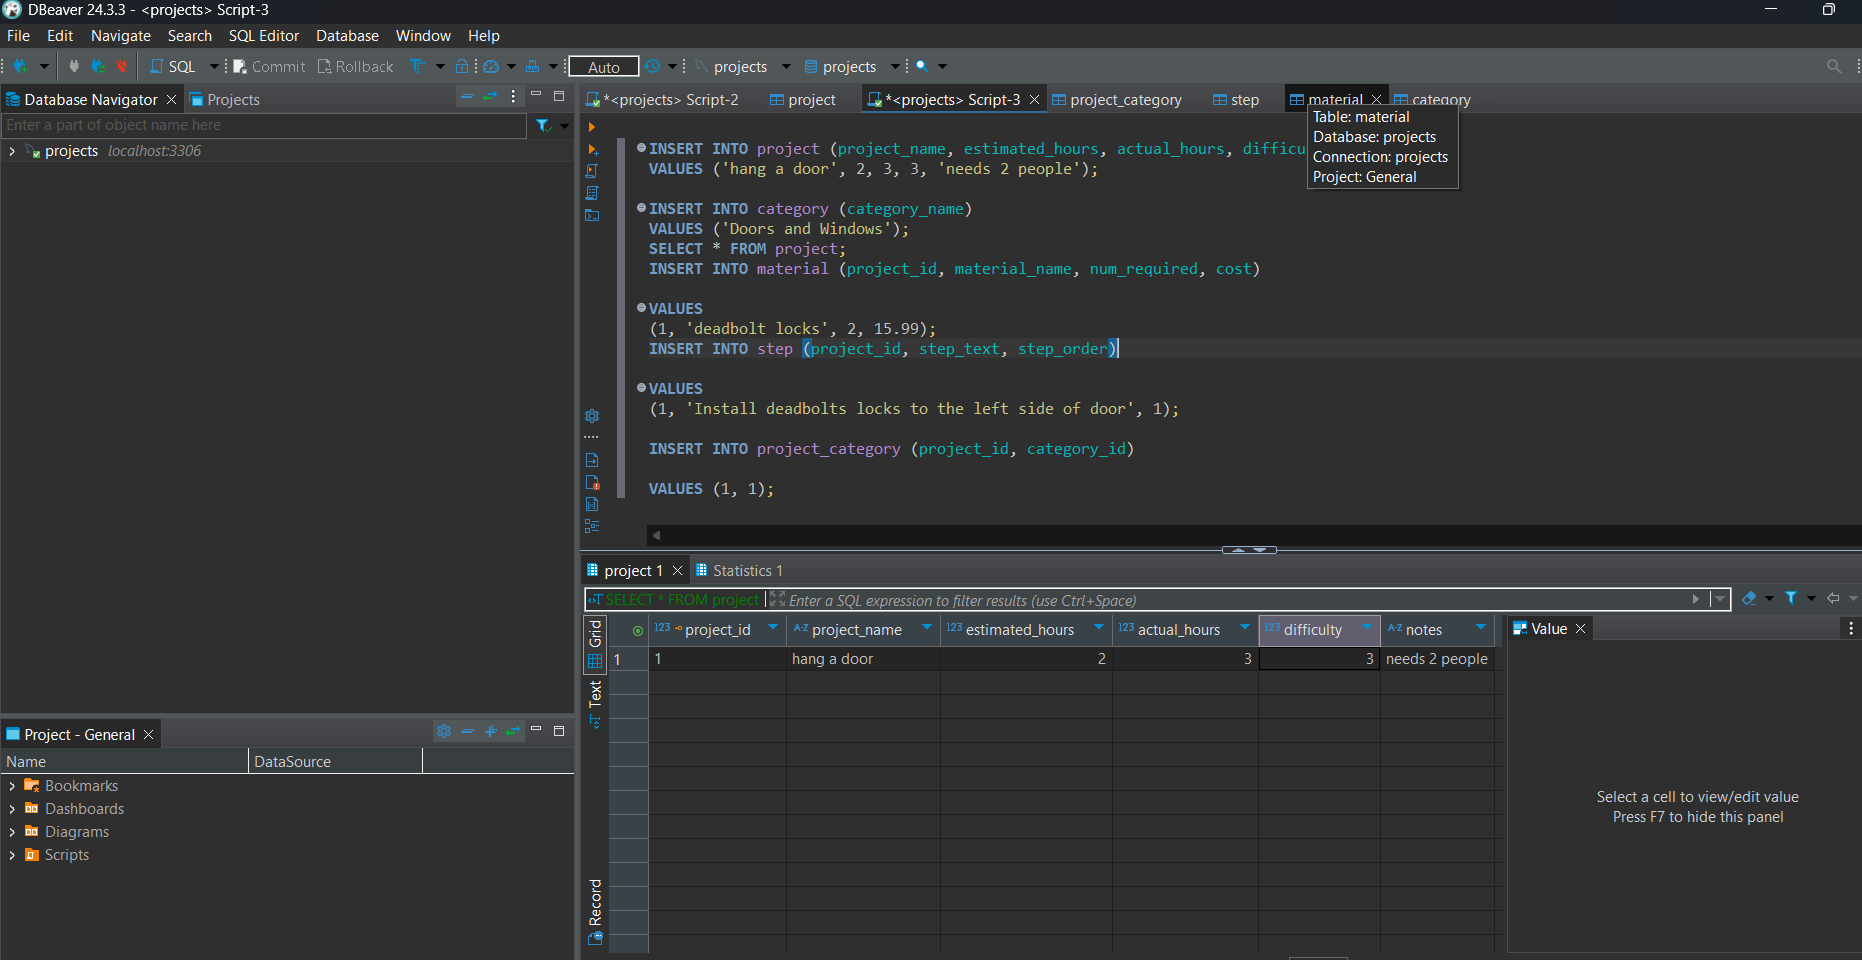 DBeaver 24.3.3 - <projects> Script-3
File Edit Navigate Search SQL Editor Database Window Help
SQL Commit Rollback Auto projects projects
Database Navigator Projects
Enter a part of object name here
projects localhost:3306
*<projects> Script-2 project *<projects> Script-3 project_category step material category
Table: material
Database: projects
Connection: projects
Project: General
INSERT INTO project (project_name, estimated_hours, actual_hours, difficu
VALUES ('hang a door', 2, 3, 3, 'needs 2 people');
INSERT INTO category (category_name)
VALUES ('Doors and Windows');
SELECT * FROM project;
INSERT INTO material (project_id, material_name, num_required, cost)
VALUES
(1, 'deadbolt locks', 2, 15.99);
INSERT INTO step (project_id, step_text, step_order)
VALUES
(1, 'Install deadbolts locks to the left side of door', 1);
INSERT INTO project_category (project_id, category_id)
VALUES (1, 1);
project 1 Statistics 1
SELECT * FROM project Enter a SQL expression to filter results (use Ctrl+Space)
Grid
Text
Record
123 project_id A-Z project_name 123 estimated_hours 123 actual_hours 123 difficulty A-Z notes
1 1 hang a door 2 3 3 needs 2 people
Value
Select a cell to view/edit value
Press F7 to hide this panel
Project - General
Name DataSource
Bookmarks
Dashboards
Diagrams
Scripts